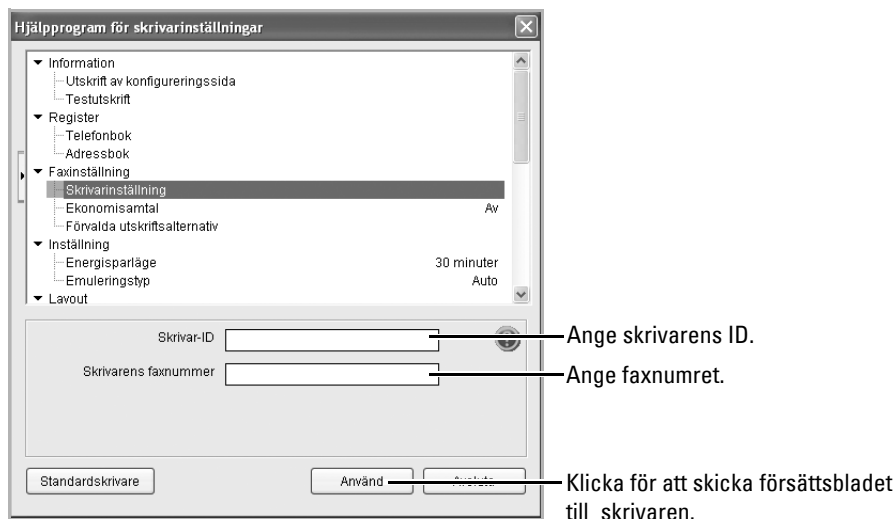 Hjälpprogram för skrivarinställningar
Information
Utskrift av konfigureringssida
Testutskrift
Register
Telefonbok
Adressbok
Faxinställning
Skrivarinställning
Ekonomisamtal Av
Förvalda utskriftsalternativ
Inställning
Energisparläge 30 minuter
Emuleringstyp Auto
Layout
Skrivar-ID
Ange skrivarens ID.
Skrivarens faxnummer
Ange faxnumret.
Standardskrivare Använd Avsluta
Klicka för att skicka försättsbladet
till skrivaren.